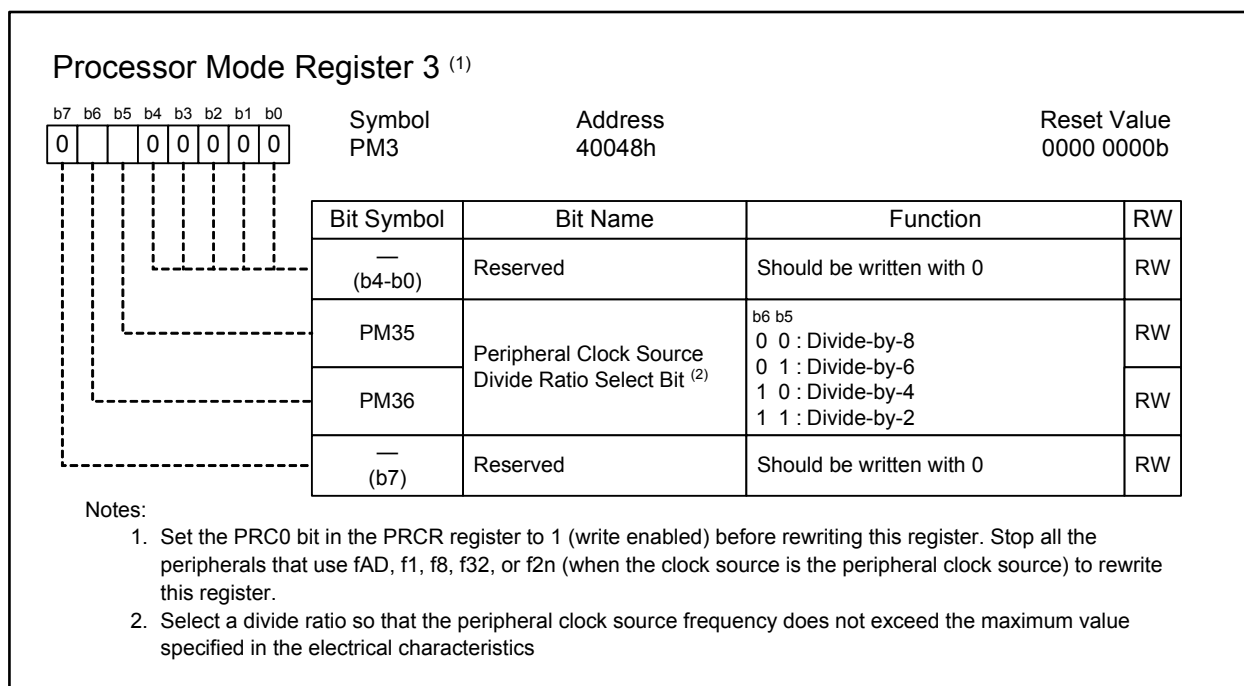 Processor Mode Register 3 (1)
b7 b6 b5 b4 b3 b2 b1 b0
0 0 0 0 0 0
Symbol Address Reset Value
PM3 40048h 0000 0000b
Bit Symbol Bit Name Function RW
— (b4-b0) Reserved Should be written with 0 RW
PM35 Peripheral Clock Source Divide Ratio Select Bit (2) b6 b5 RW
0 0 : Divide-by-8
0 1 : Divide-by-6
PM36 1 0 : Divide-by-4 RW
1 1 : Divide-by-2
— (b7) Reserved Should be written with 0 RW
Notes:
1. Set the PRC0 bit in the PRCR register to 1 (write enabled) before rewriting this register. Stop all the
peripherals that use fAD, f1, f8, f32, or f2n (when the clock source is the peripheral clock source) to rewrite
this register.
2. Select a divide ratio so that the peripheral clock source frequency does not exceed the maximum value
specified in the electrical characteristics